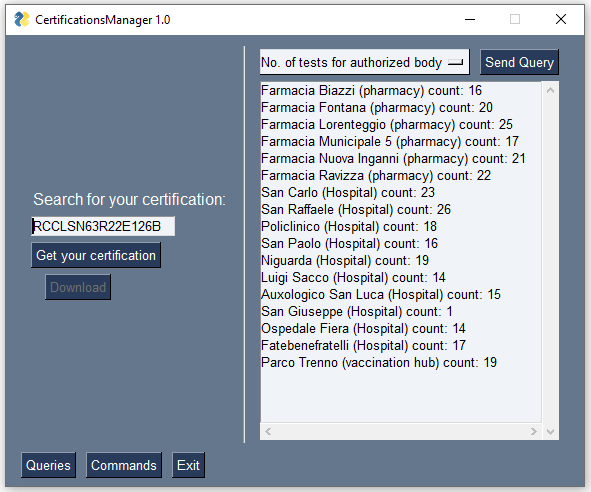 CertificationsManager 1.0
No. of tests for authorized body
Send Query
Farmacia Biazzi (pharmacy) count: 16
Farmacia Fontana (pharmacy) count: 20
Farmacia Lorenteggio (pharmacy) count: 25
Farmacia Municipale 5 (pharmacy) count: 17
Farmacia Nuova Inganni (pharmacy) count: 21
Farmacia Ravizza (pharmacy) count: 22
San Carlo (Hospital) count: 23
San Raffaele (Hospital) count: 26
Policlinico (Hospital) count: 18
San Paolo (Hospital) count: 16
Niguarda (Hospital) count: 19
Luigi Sacco (Hospital) count: 14
Auxologico San Luca (Hospital) count: 15
San Giuseppe (Hospital) count: 1
Ospedale Fiera (Hospital) count: 14
Fatebenefratelli (Hospital) count: 17
Parco Trenno (vaccination hub) count: 19
Search for your certification:
RCCLSN63R22E126B
Get your certification
Download
Queries
Commands
Exit